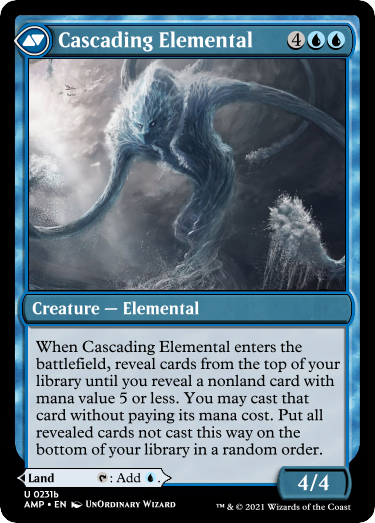 Cascading Elemental 4
Creature — Elemental
When Cascading Elemental enters the
battlefield, reveal cards from the top of your
library until you reveal a nonland card with
mana value 5 or less. You may cast that
card without paying its mana cost. Put all
revealed cards not cast this way on the
bottom of your library in a random order.
Land : Add .
4/4
U 0231b
AMP • EN UnOrdinary Wizard
™ & © 2021 Wizards of the Coast